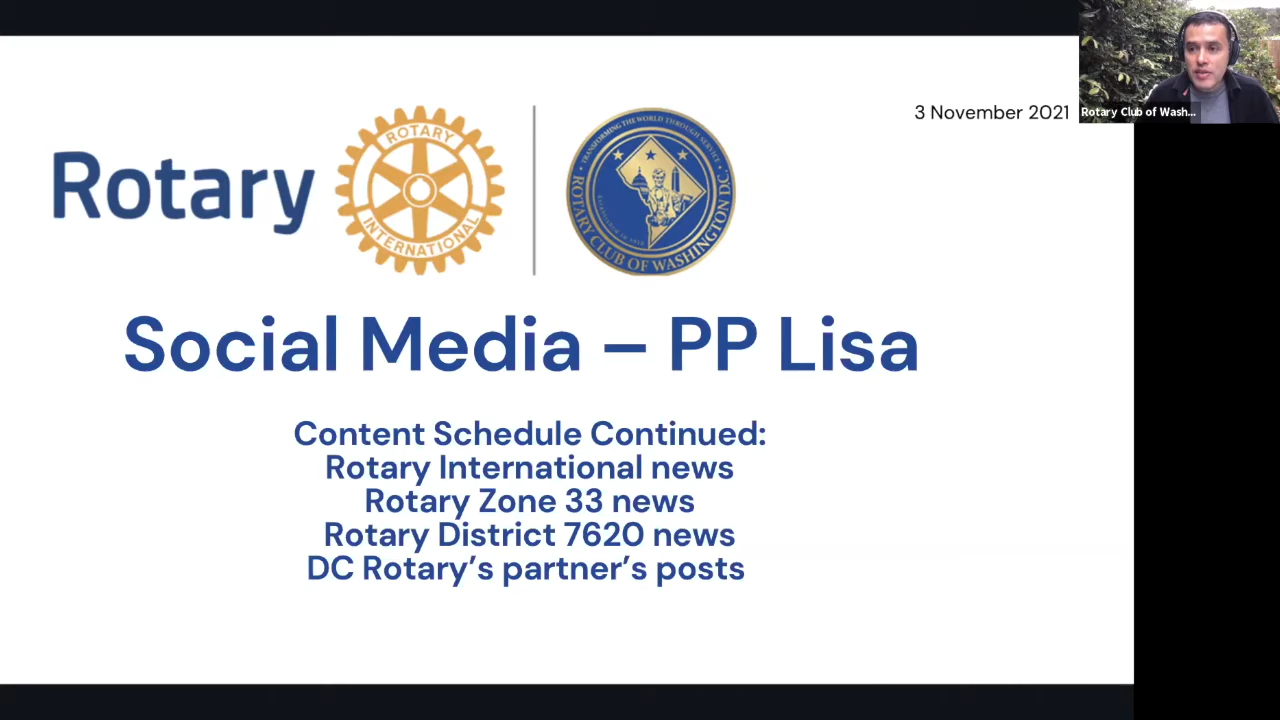 3 November 2021
Rotary Club of Wash...
Rotary
ROTARY
INTERNATIONAL
TRANSFORMING THE WORLD THROUGH SERVICE
ROTARY CLUB OF WASHINGTON D.C.
Social Media – PP Lisa
Content Schedule Continued:
Rotary International news
Rotary Zone 33 news
Rotary District 7620 news
DC Rotary’s partner’s posts